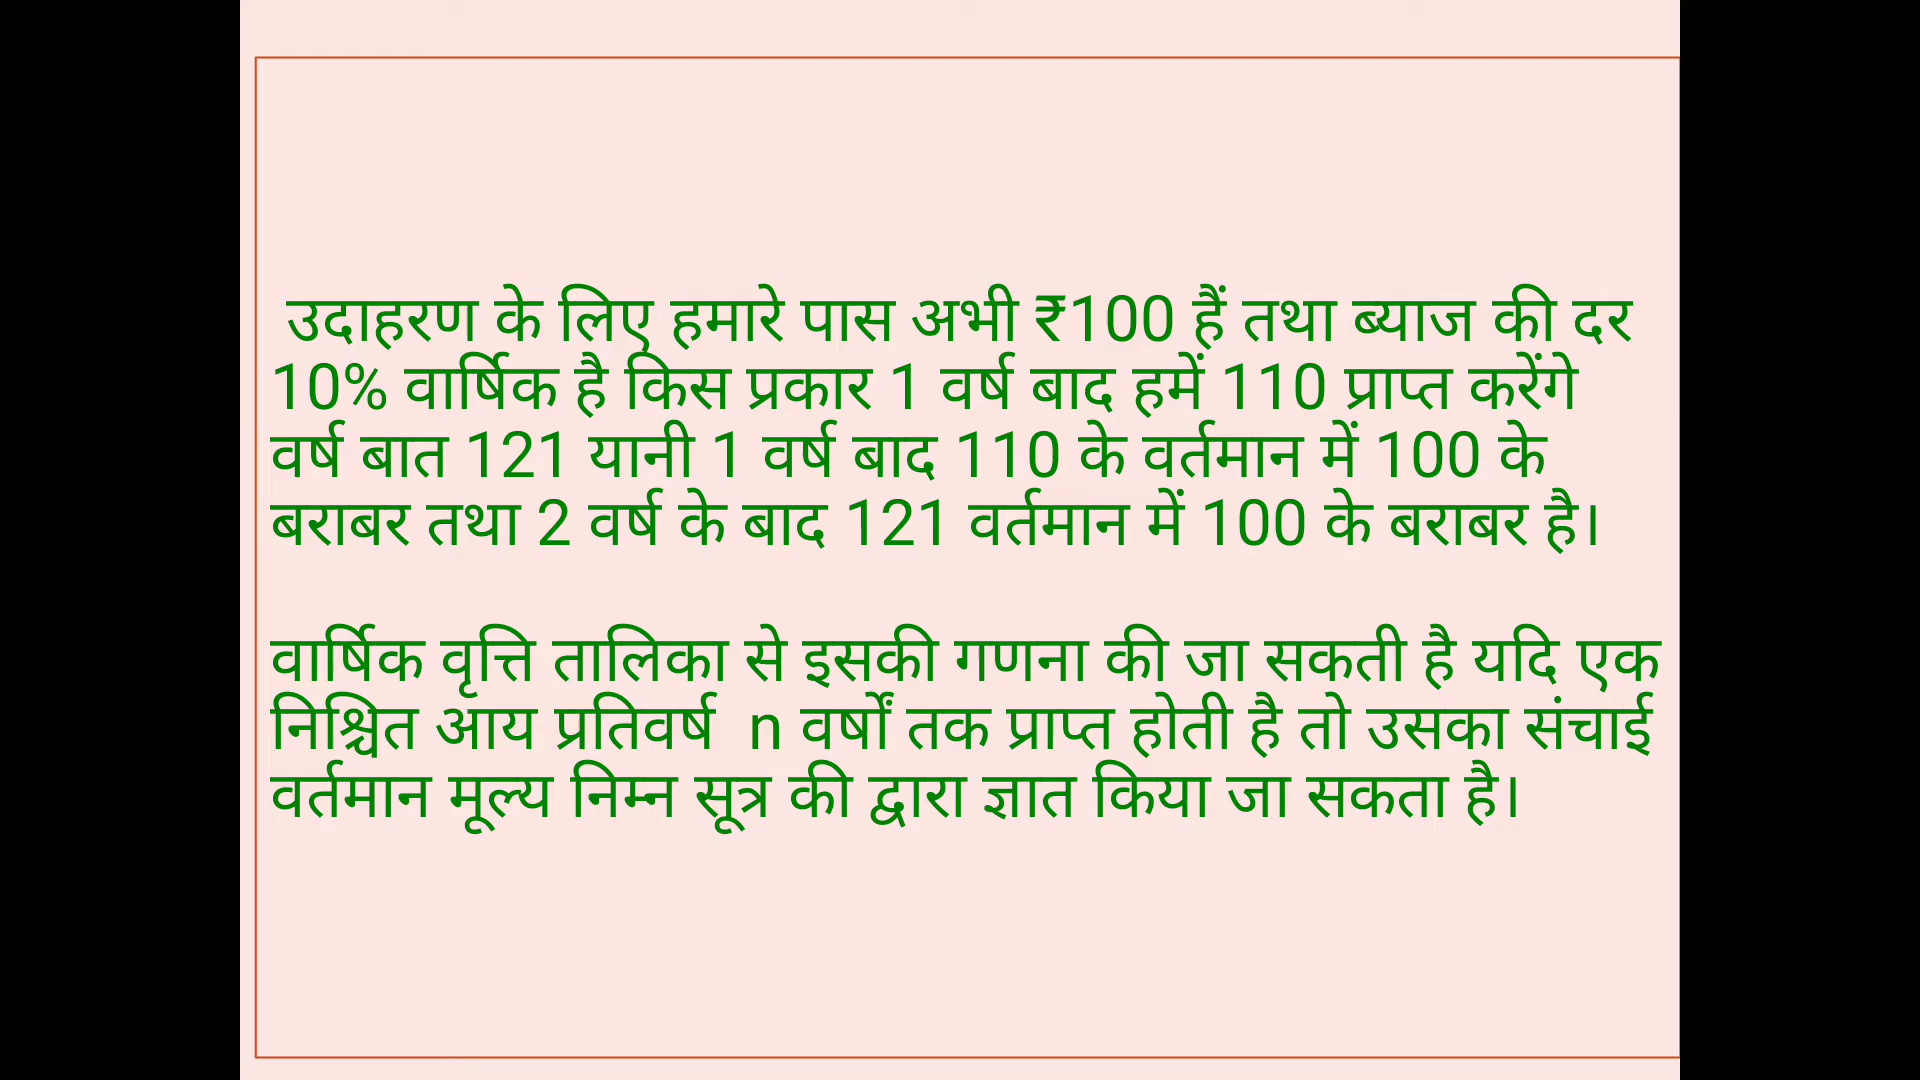 उदाहरण के लिए हमारे पास अभी ₹100 हैं तथा ब्याज की दर
10% वार्षिक है किस प्रकार 1 वर्ष बाद हमें 110 प्राप्त करेंगे
वर्ष बात 121 यानी 1 वर्ष बाद 110 के वर्तमान में 100 के
बराबर तथा 2 वर्ष के बाद 121 वर्तमान में 100 के बराबर है।
वार्षिक वृत्ति तालिका से इसकी गणना की जा सकती है यदि एक
निश्चित आय प्रतिवर्ष n वर्षों तक प्राप्त होती है तो उसका संचाई
वर्तमान मूल्य निम्न सूत्र की द्वारा ज्ञात किया जा सकता है।